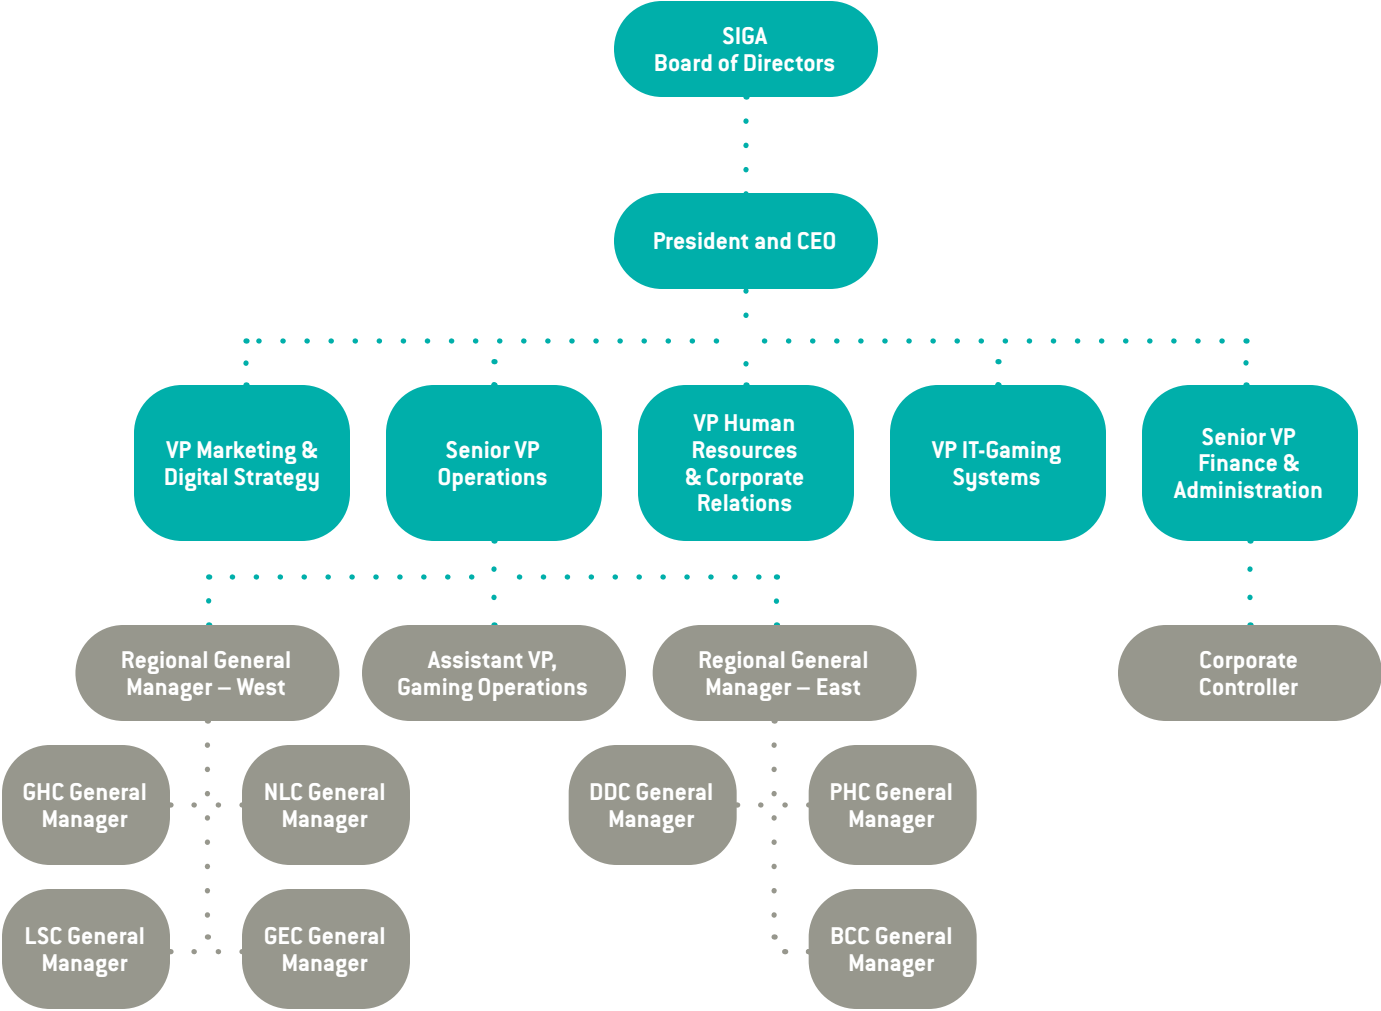 SIGA
Board of Directors
President and CEO
VP Marketing &
Digital Strategy
Senior VP
Operations
VP Human
Resources
& Corporate
Relations
VP IT-Gaming
Systems
Senior VP
Finance &
Administration
Regional General
Manager – West
Assistant VP,
Gaming Operations
Regional General
Manager – East
Corporate
Controller
GHC General
Manager
NLC General
Manager
DDC General
Manager
PHC General
Manager
LSC General
Manager
GEC General
Manager
BCC General
Manager